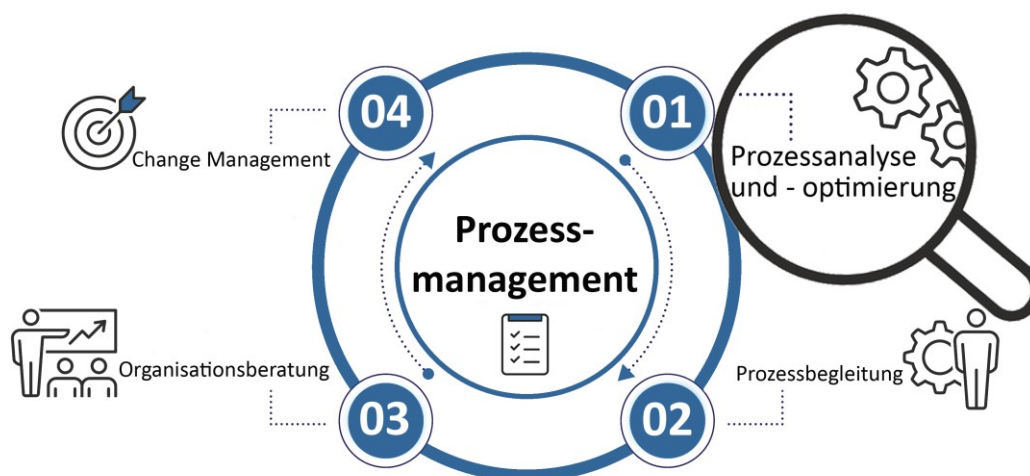 04
01
Change Management
Prozessanalyse
und - optimierung
Prozess-
management
Organisationsberatung
Prozessbegleitung
03
02